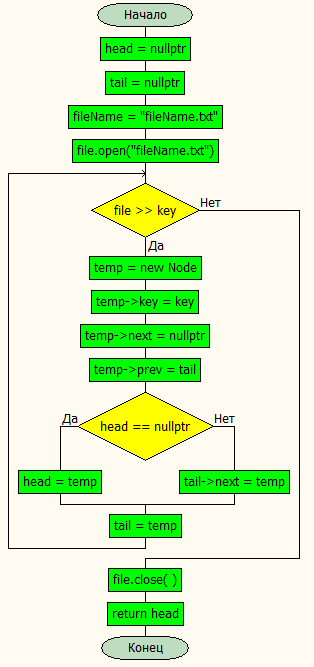 Начало
head = nullptr
tail = nullptr
fileName = "fileName.txt"
file.open("fileName.txt")
file >> key
Нет
Да
temp = new Node
temp->key = key
temp->next = nullptr
temp->prev = tail
Да
head == nullptr
Нет
head = temp
tail->next = temp
tail = temp
file.close( )
return head
Конец